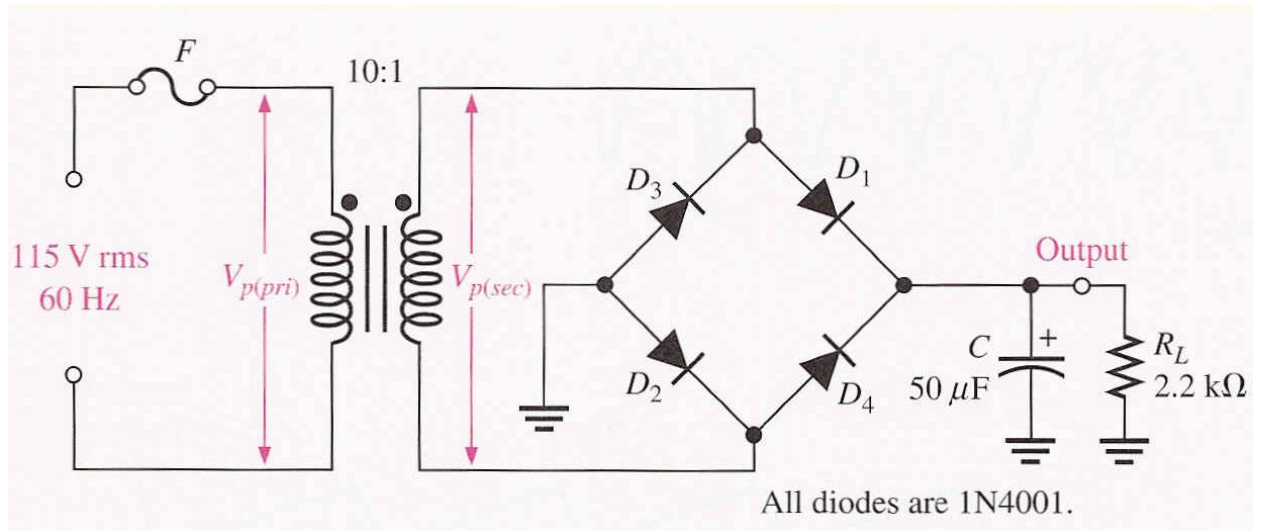 F
10:1
115 V rms
60 Hz
Vp(pri)
Vp(sec)
D3
D1
D2
D4
Output
C
+
50 μF
RL
2.2 kΩ
All diodes are 1N4001.